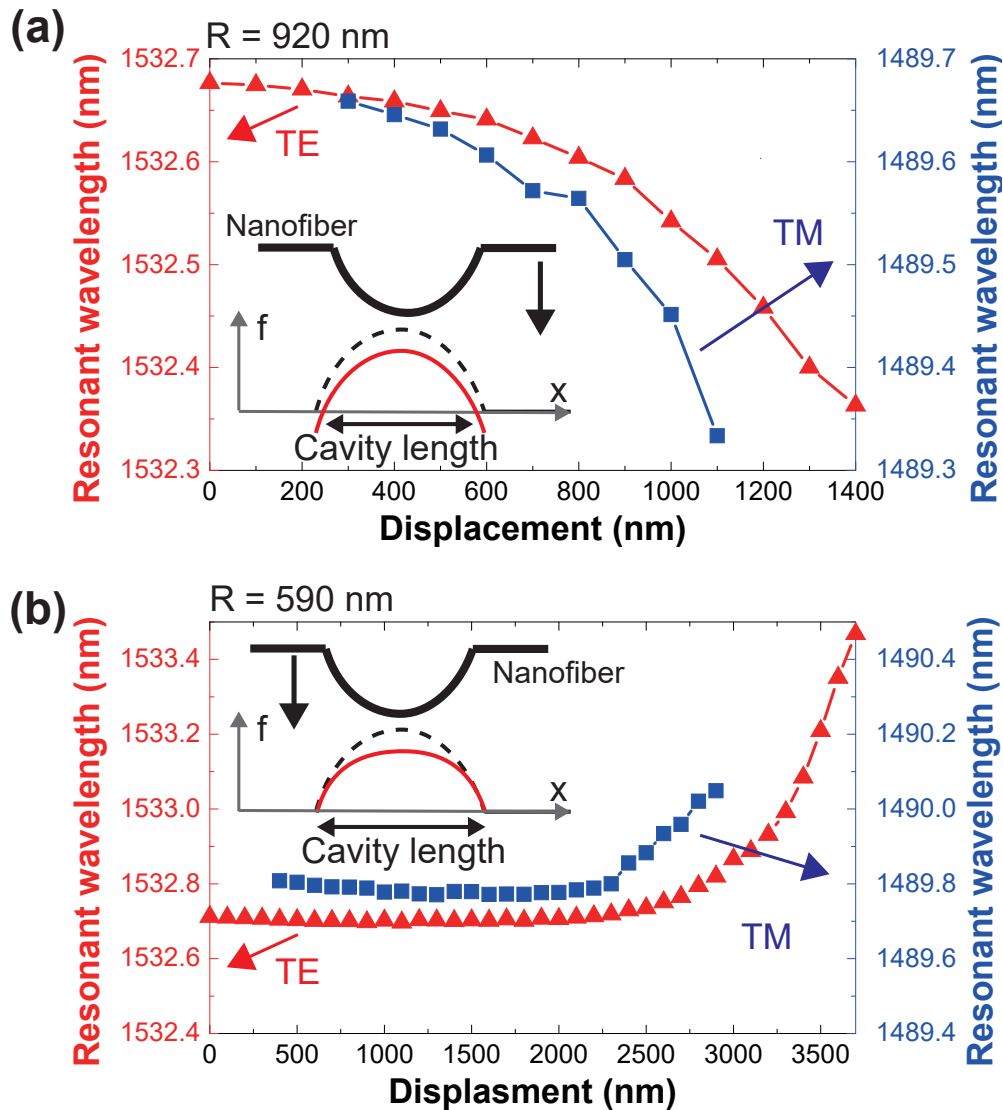 (a)
R = 920 nm
1532.7
1532.6
1532.5
1532.4
1532.3
Resonant wavelength (nm)
1489.7
1489.6
1489.5
1489.4
1489.3
Resonant wavelength (nm)
TE
TM
Nanofiber
f
x
Cavity length
0 200 400 600 800 1000 1200 1400
Displacement (nm)
(b)
R = 590 nm
1533.4
1533.2
1533.0
1532.8
1532.6
1532.4
Resonant wavelength (nm)
1490.4
1490.2
1490.0
1489.8
1489.6
1489.4
Resonant wavelength (nm)
Nanofiber
f
x
Cavity length
TE
TM
0 500 1000 1500 2000 2500 3000 3500
Displasment (nm)